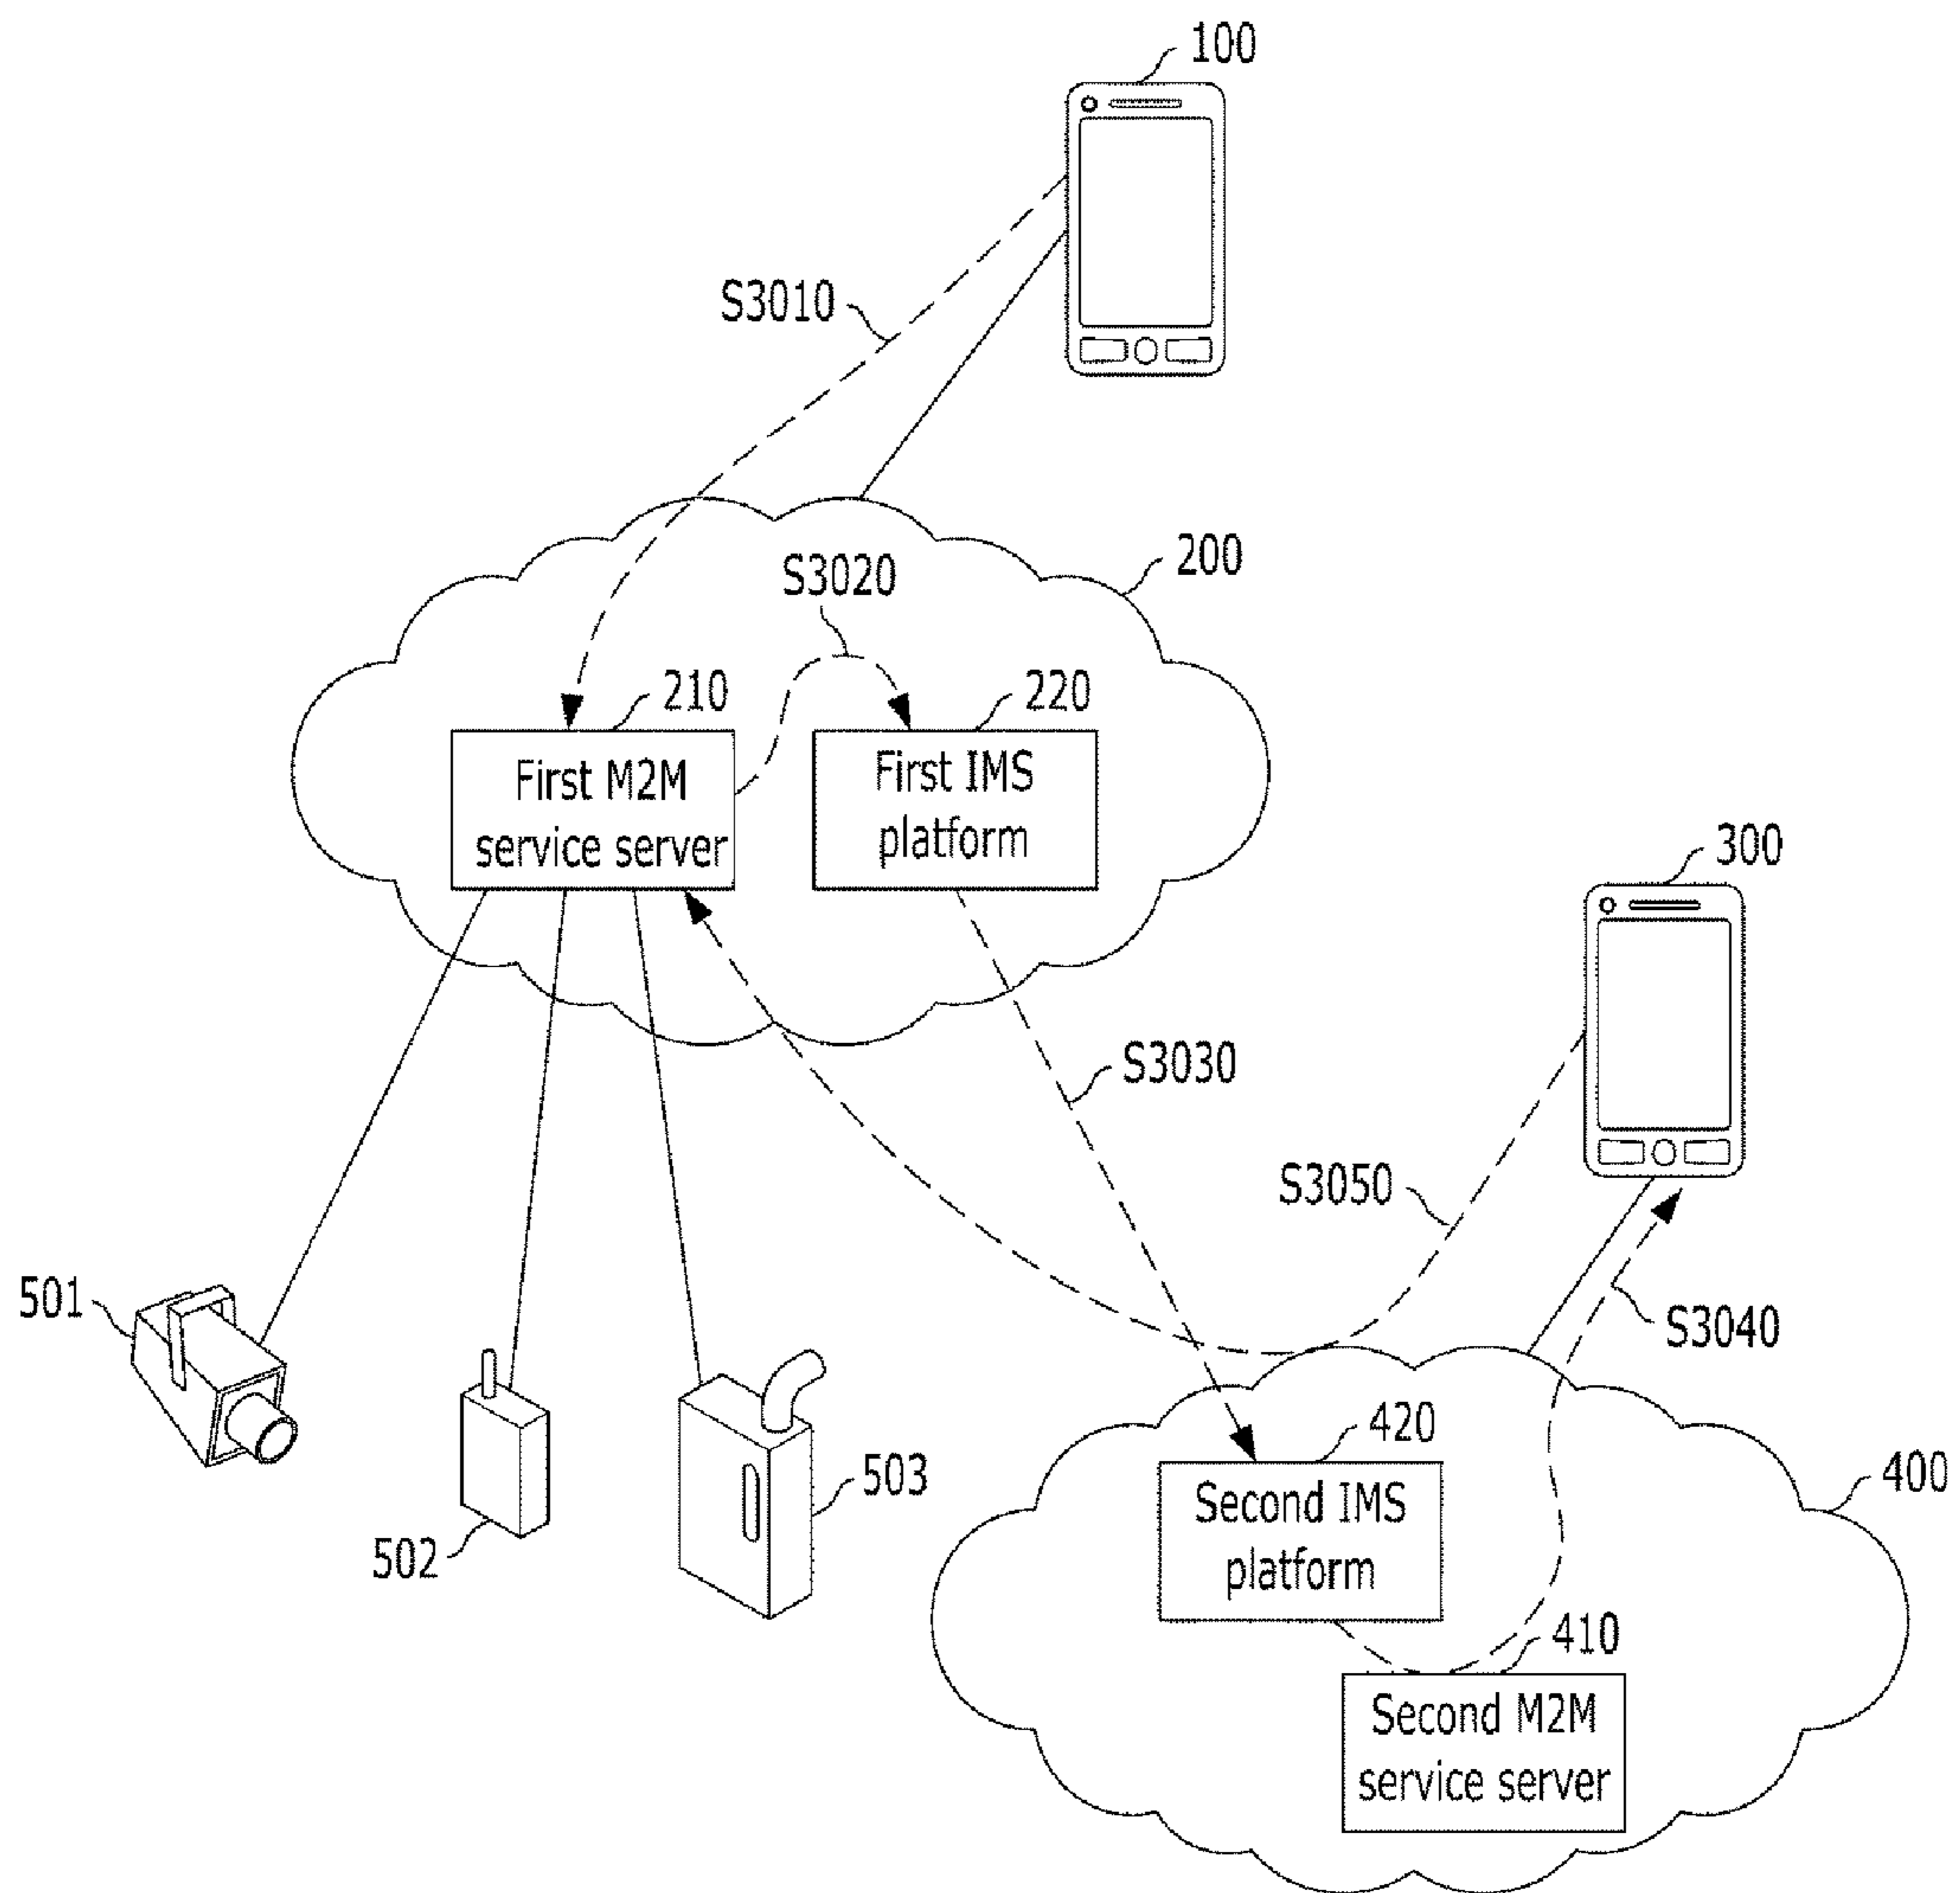 100
S3010
200
S3020
210
220
First M2M
service server
First IMS
platform
300
S3030
S3050
501
S3040
420
503
400
502
Second IMS
platform
410
Second M2M
service server